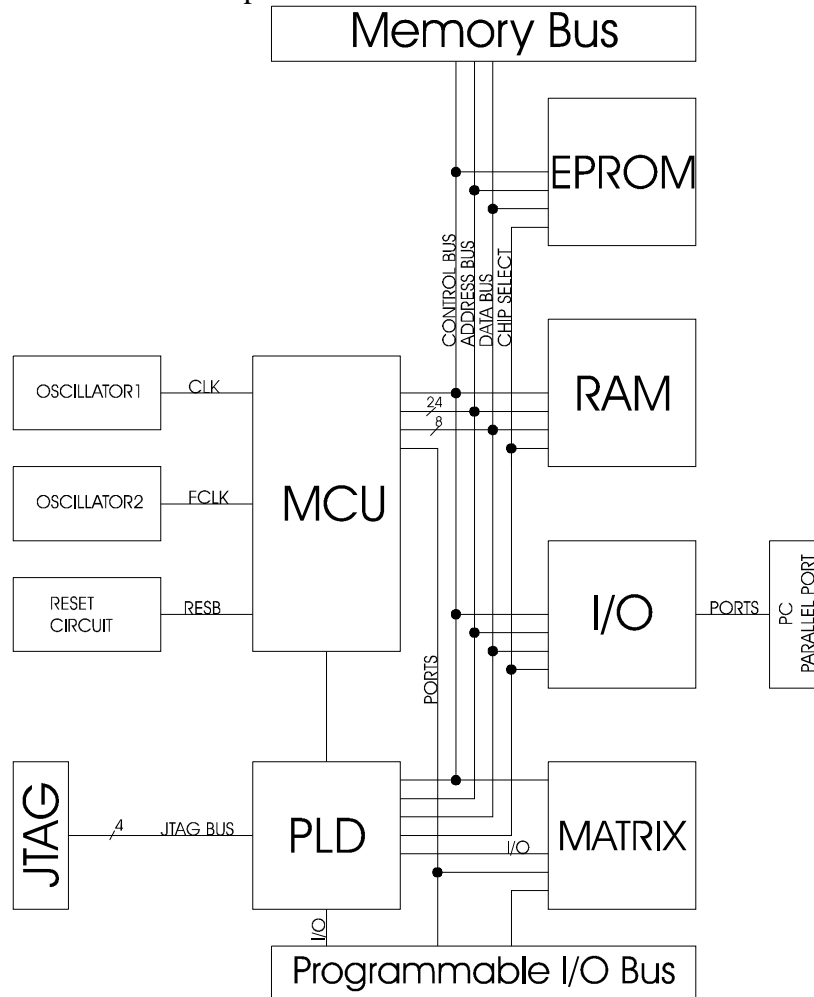 Memory Bus
EPROM
CONTROL BUS
ADDRESS BUS
DATA BUS
CHIP SELECT
OSCILLATOR1
CLK
24
8
RAM
MCU
OSCILLATOR2
FCLK
RESET
CIRCUIT
RESB
I/O
PORTS
PC
PARALLEL PORT
PORTS
JTAG
4
JTAG BUS
PLD
I/O
MATRIX
I/O
Programmable I/O Bus